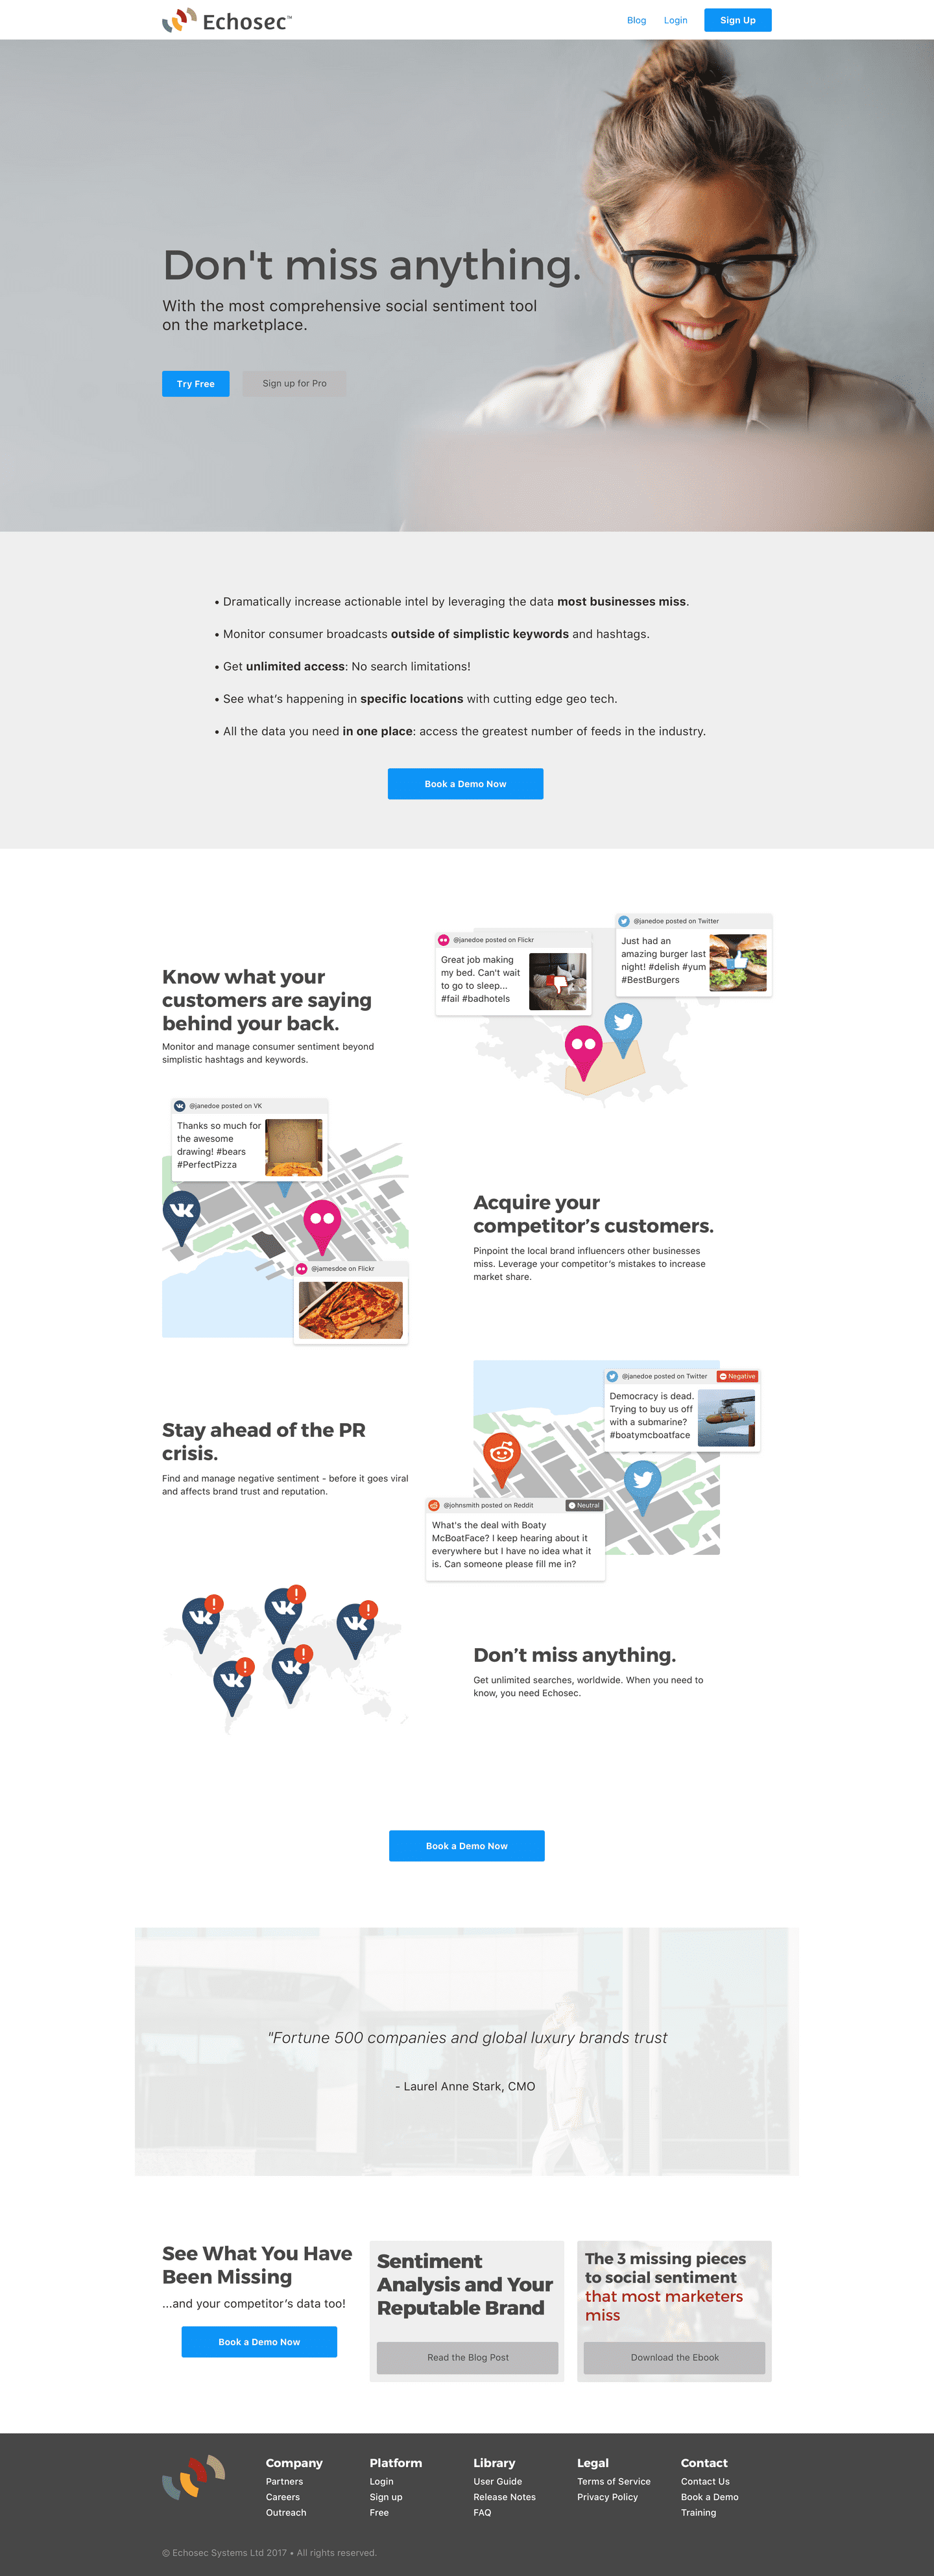 Echosec™
Blog
Login
Sign Up
Don't miss anything.
With the most comprehensive social sentiment tool
on the marketplace.
Try Free
Sign up for Pro
• Dramatically increase actionable intel by leveraging the data most businesses miss.
• Monitor consumer broadcasts outside of simplistic keywords and hashtags.
• Get unlimited access: No search limitations!
• See what's happening in specific locations with cutting edge geo tech.
• All the data you need in one place: access the greatest number of feeds in the industry.
Book a Demo Now
Know what your
customers are saying
behind your back.
Monitor and manage consumer sentiment beyond
simplistic hashtags and keywords.
@janedoe posted on Flickr
Great job making
my bed. Can't wait
to go to sleep...
#fail #badhotels
@janedoe posted on Twitter
Just had an
amazing burger last
night! #delish #yum
#BestBurgers
@janedoe posted on VK
Thanks so much for
the awesome
drawing! #bears
#PerfectPizza
@jamesdoe on Flickr
Acquire your
competitor's customers.
Pinpoint the local brand influencers other businesses
miss. Leverage your competitor's mistakes to increase
market share.
Stay ahead of the PR
crisis.
Find and manage negative sentiment - before it goes viral
and affects brand trust and reputation.
@janedoe posted on Twitter
Negative
Democracy is dead.
Trying to buy us off
with a submarine?
#boatymcboatface
@johnsmith posted on Reddit
Neutral
What's the deal with Boaty
McBoatFace? I keep hearing about it
everywhere but I have no idea what it
is. Can someone please fill me in?
!
!
!
!
!
Don't miss anything.
Get unlimited searches, worldwide. When you need to
know, you need Echosec.
Book a Demo Now
"Fortune 500 companies and global luxury brands trust
- Laurel Anne Stark, CMO
See What You Have
Been Missing
...and your competitor's data too!
Book a Demo Now
Sentiment
Analysis and Your
Reputable Brand
Read the Blog Post
The 3 missing pieces
to social sentiment
that most marketers
miss
Download the Ebook
Company
Partners
Careers
Outreach
Platform
Login
Sign up
Free
Library
User Guide
Release Notes
FAQ
Legal
Terms of Service
Privacy Policy
Contact
Contact Us
Book a Demo
Training
© Echosec Systems Ltd 2017 • All rights reserved.